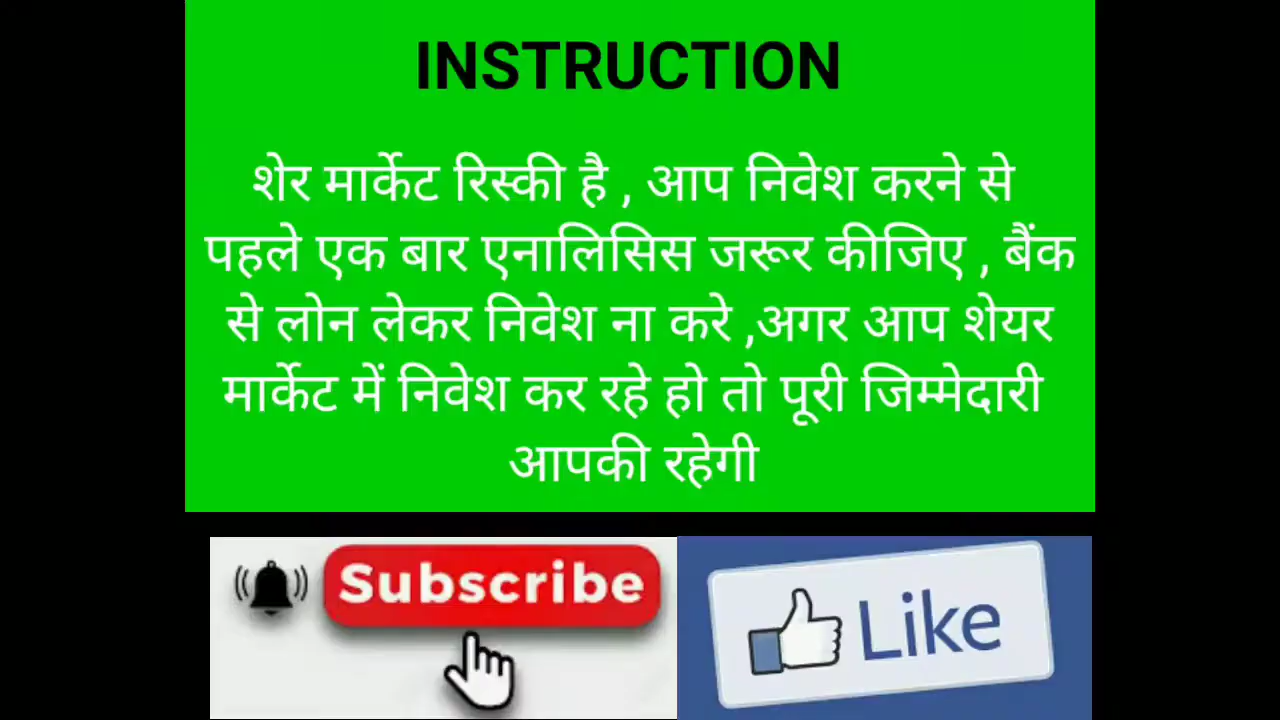 INSTRUCTION
शेर मार्केट रिस्की है , आप निवेश करने से
पहले एक बार एनालिसिस जरूर कीजिए , बैंक
से लोन लेकर निवेश ना करे ,अगर आप शेयर
मार्केट में निवेश कर रहे हो तो पूरी जिम्मेदारी
आपकी रहेगी
Subscribe
Like